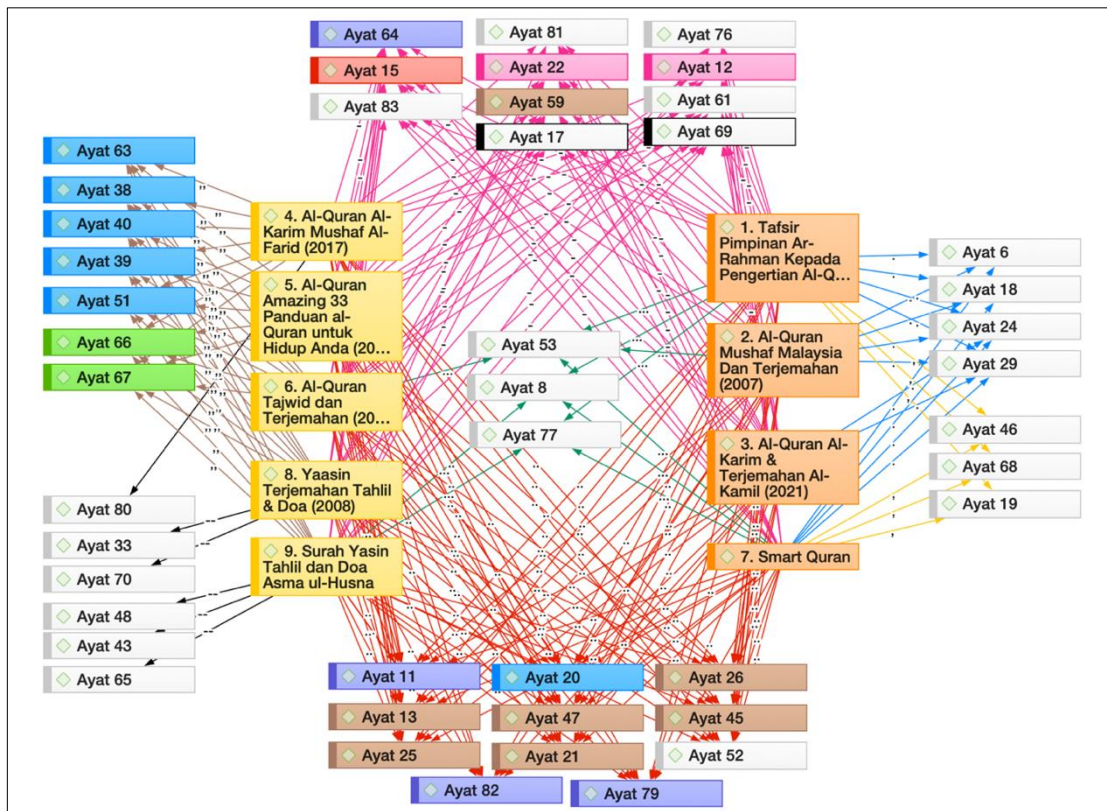 Ayat 64
Ayat 81
Ayat 76
Ayat 15
Ayat 22
Ayat 12
Ayat 83
Ayat 59
Ayat 61
Ayat 17
Ayat 69
Ayat 63
Ayat 38
Ayat 40
Ayat 39
Ayat 51
Ayat 66
Ayat 67
4. Al-Quran Al-
Karim Mushaf Al-
Farid (2017)
5. Al-Quran
Amazing 33
Panduan al-
Quran untuk
Hidup Anda (20...
6. Al-Quran
Tajwid dan
Terjemahan (20...
8. Yaasin
Terjemahan Tahlil
& Doa (2008)
9. Surah Yasin
Tahlil dan Doa
Asma ul-Husna
Ayat 53
Ayat 8
Ayat 77
1. Tafsir
Pimpinan Ar-
Rahman Kepada
Pengertian Al-Q...
2. Al-Quran
Mushaf Malaysia
Dan Terjemahan
(2007)
3. Al-Quran Al-
Karim &
Terjemahan Al-
Kamil (2021)
7. Smart Quran
Ayat 6
Ayat 18
Ayat 24
Ayat 29
Ayat 46
Ayat 68
Ayat 19
Ayat 80
Ayat 33
Ayat 70
Ayat 48
Ayat 43
Ayat 65
Ayat 11
Ayat 20
Ayat 26
Ayat 13
Ayat 47
Ayat 45
Ayat 25
Ayat 21
Ayat 52
Ayat 82
Ayat 79